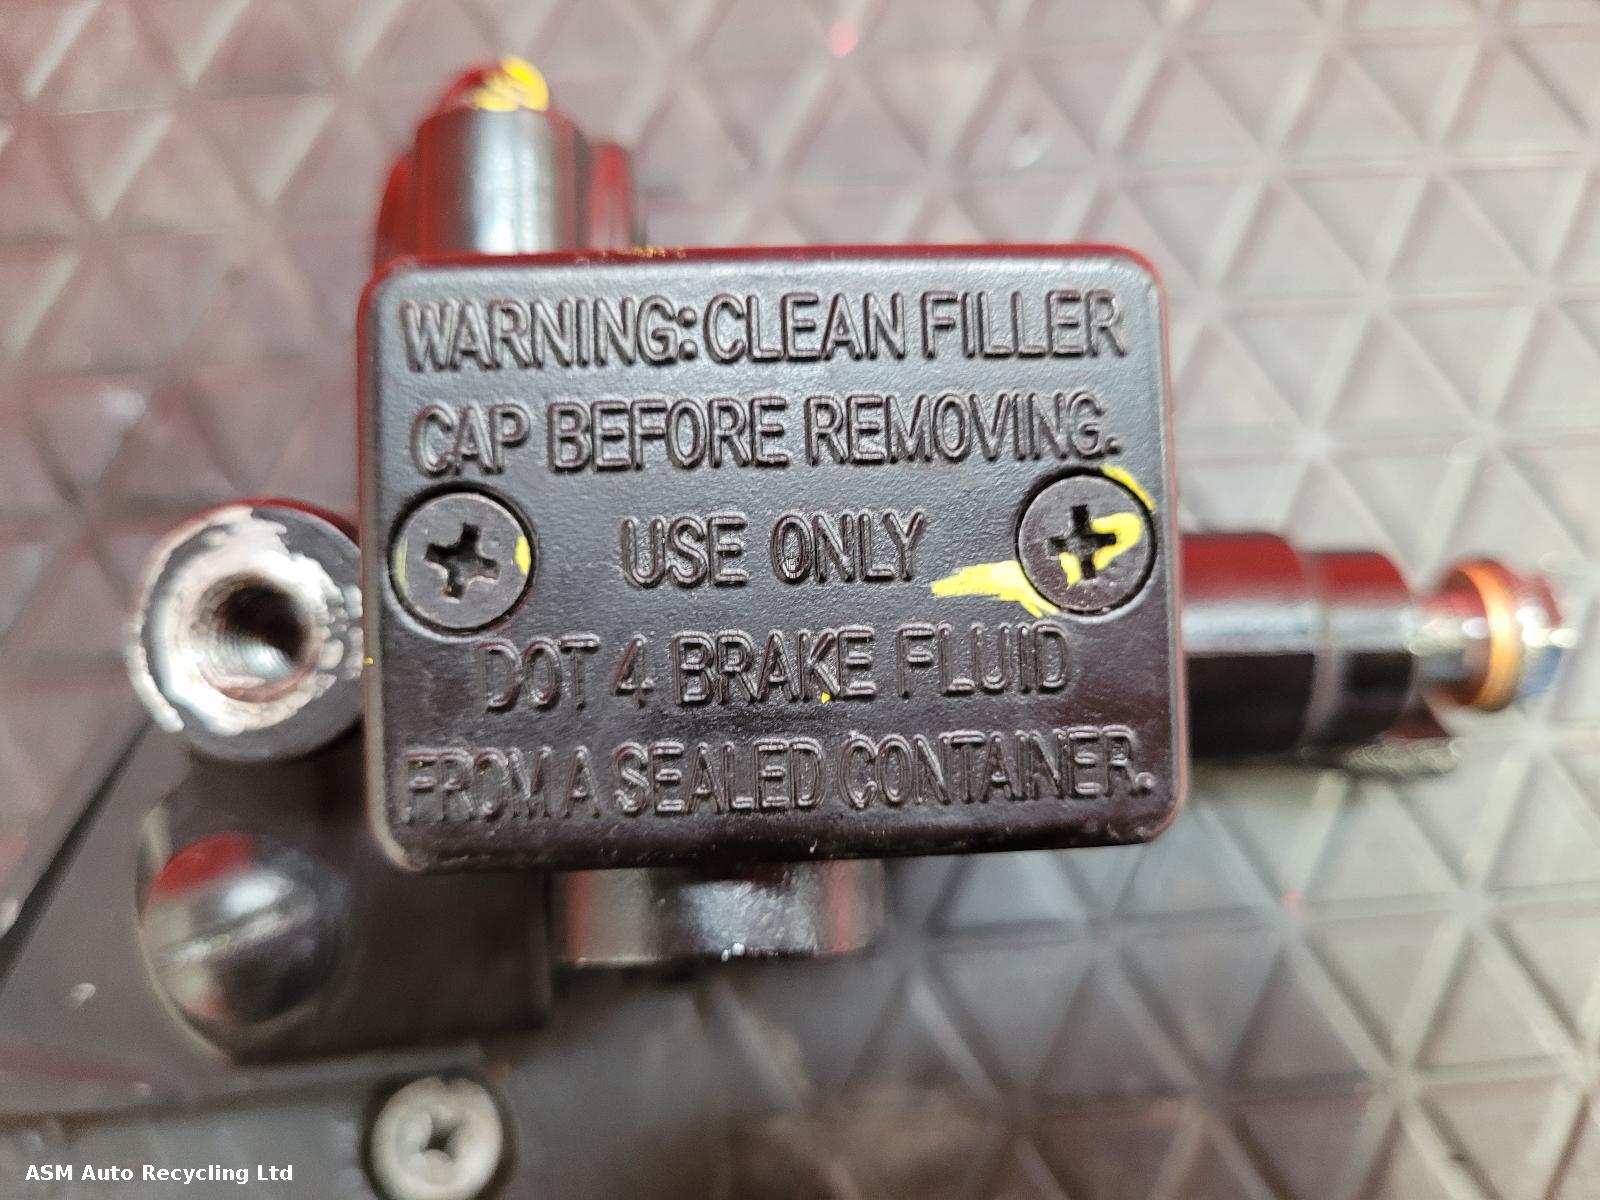 WARNING:CLEAN FILLER
CAP BEFORE REMOVING.
USE ONLY
DOT 4 BRAKE FLUID
FROM A SEALED CONTAINER.
ASM Auto Recycling Ltd